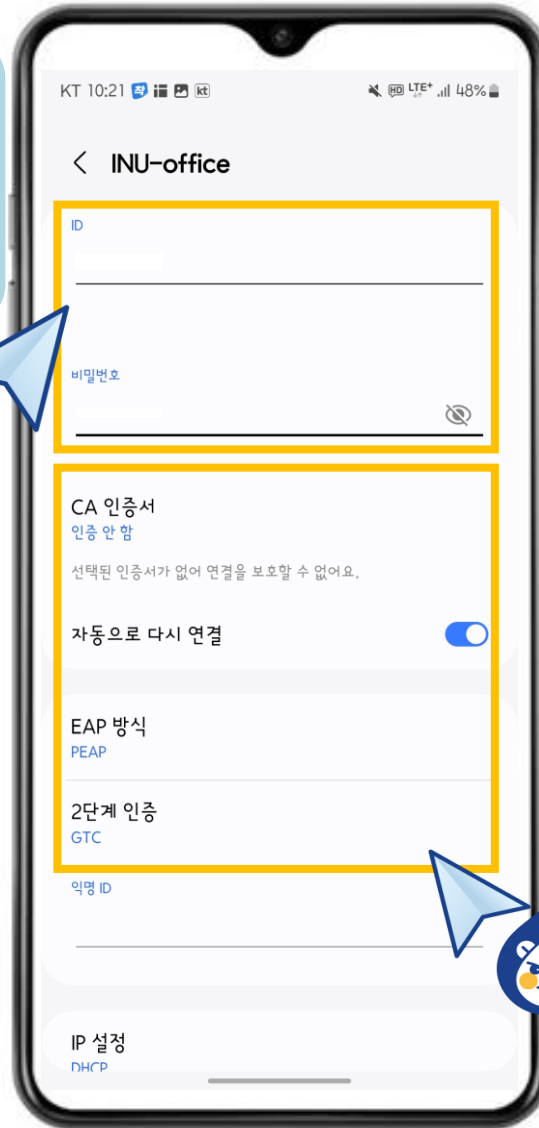 KT 10:21 kt HD LTE+ 48%
INU-office
ID
비밀번호
CA 인증서
인증 안 함
선택된 인증서가 없어 연결을 보호할 수 없어요.
자동으로 다시 연결
EAP 방식
PEAP
2단계 인증
GTC
익명 ID
IP 설정
DHCP